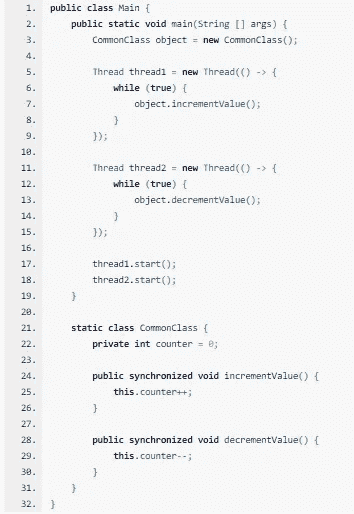 1. public class Main {
2. public static void main(String [] args) {
3. CommonClass object = new CommonClass();
4.
5. Thread thread1 = new Thread(() -> {
6. while (true) {
7. object.incrementValue();
8. }
9. });
10.
11. Thread thread2 = new Thread(() -> {
12. while (true) {
13. object.decrementValue();
14. }
15. });
16.
17. thread1.start();
18. thread2.start();
19. }
20.
21. static class CommonClass {
22. private int counter = 0;
23.
24. public synchronized void incrementValue() {
25. this.counter++;
26. }
27.
28. public synchronized void decrementValue() {
29. this.counter--;
30. }
31. }
32. }